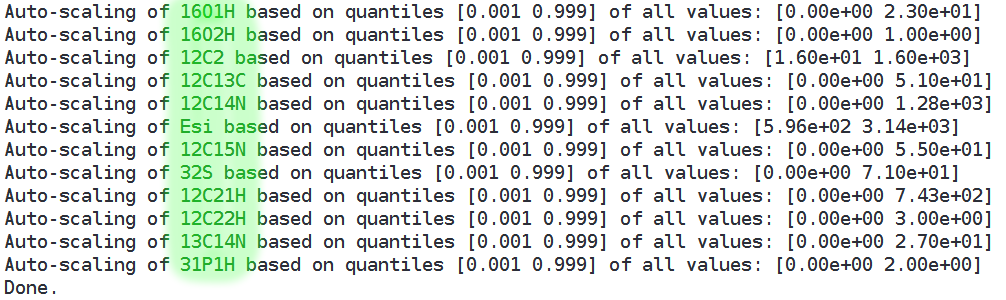 Auto-scaling of 1601H based on quantiles [0.001 0.999] of all values: [0.00e+00 2.30e+01]
Auto-scaling of 1602H based on quantiles [0.001 0.999] of all values: [0.00e+00 1.00e+00]
Auto-scaling of 12C2 based on quantiles [0.001 0.999] of all values: [1.60e+01 1.60e+03]
Auto-scaling of 12C13C based on quantiles [0.001 0.999] of all values: [0.00e+00 5.10e+01]
Auto-scaling of 12C14N based on quantiles [0.001 0.999] of all values: [0.00e+00 1.28e+03]
Auto-scaling of Esi based on quantiles [0.001 0.999] of all values: [5.96e+02 3.14e+03]
Auto-scaling of 12C15N based on quantiles [0.001 0.999] of all values: [0.00e+00 5.50e+01]
Auto-scaling of 32S based on quantiles [0.001 0.999] of all values: [0.00e+00 7.10e+01]
Auto-scaling of 12C21H based on quantiles [0.001 0.999] of all values: [0.00e+00 7.43e+02]
Auto-scaling of 12C22H based on quantiles [0.001 0.999] of all values: [0.00e+00 3.00e+00]
Auto-scaling of 13C14N based on quantiles [0.001 0.999] of all values: [0.00e+00 2.70e+01]
Auto-scaling of 31P1H based on quantiles [0.001 0.999] of all values: [0.00e+00 2.00e+00]
Done.